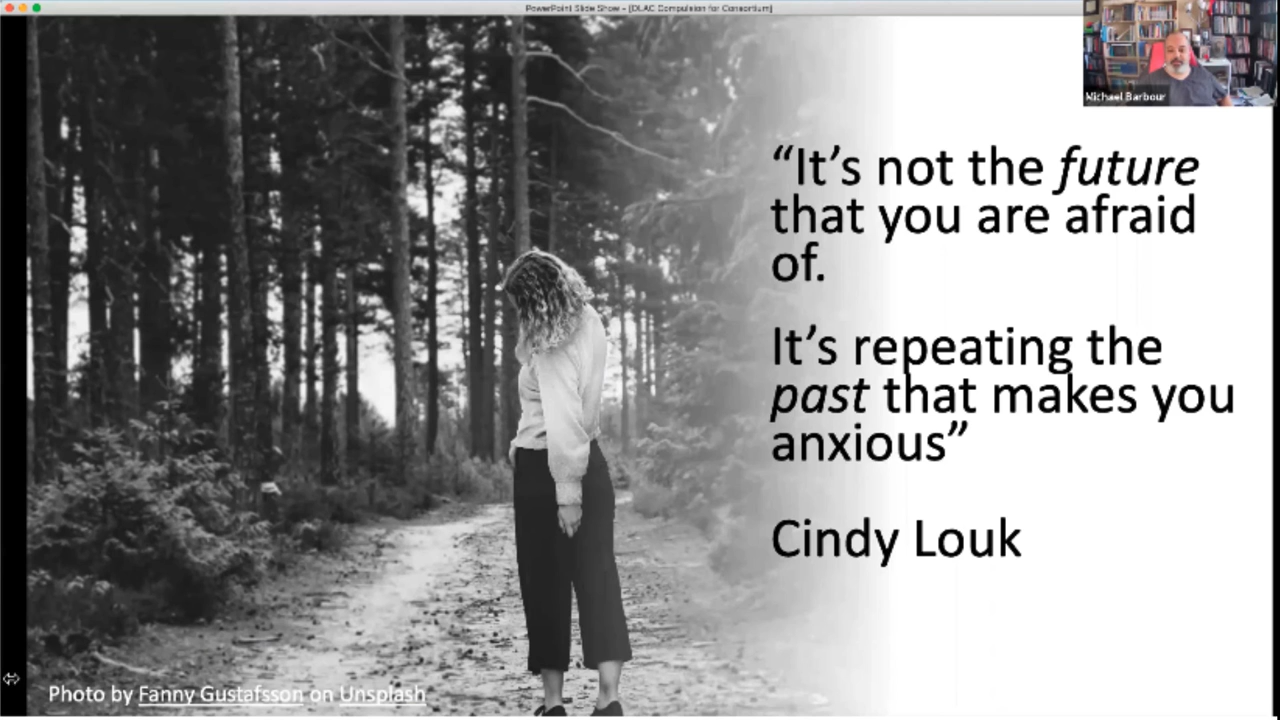 PowerPoint Slide Show - [DLAC Compulsion for Consortium]
Michael Barbour
“It’s not the future
that you are afraid
of.
It’s repeating the
past that makes you
anxious”
Cindy Louk
Photo by Fanny Gustafsson on Unsplash